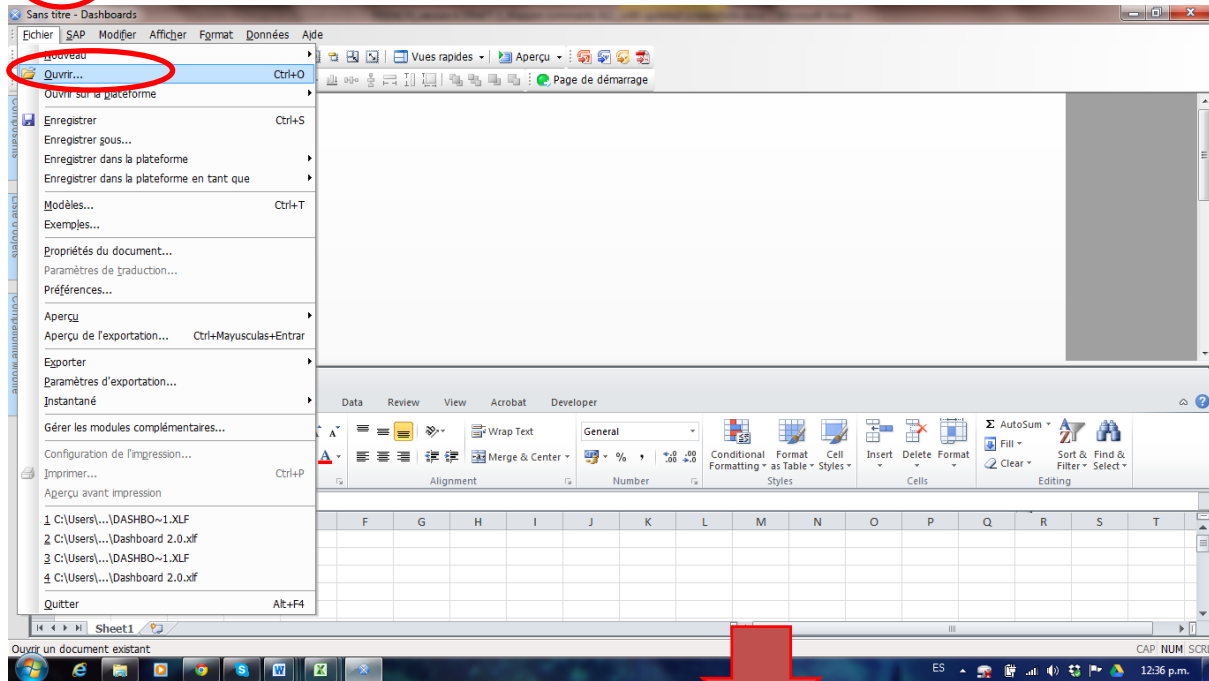 Sans titre - Dashboards
Fichier SAP Modifier Afficher Format Données Aide
Nouveau
Vues rapides Aperçu
Ouvrir... Ctrl+O
Page de démarrage
Ouvrir sur la plateforme
Composants
Enregistrer Ctrl+S
Enregistrer sous...
Enregistrer dans la plateforme
Enregistrer dans la plateforme en tant que
Modèles... Ctrl+T
Exemples...
Liste d'objets
Propriétés du document...
Paramètres de traduction...
Préférences...
Aperçu
Aperçu de l'exportation... Ctrl+Mayusculas+Entrar
Exporter
Paramètres d'exportation...
Instantané
Gérer les modules complémentaires...
Configuration de l'impression...
Imprimer... Ctrl+P
Aperçu avant impression
1 C:\Users\...\DASHBO~1.XLF
2 C:\Users\...\Dashboard 2.0.xlf
3 C:\Users\...\DASHBO~1.XLF
4 C:\Users\...\Dashboard 2.0.xlf
Quitter Alt+F4
Data Review View Acrobat Developer
Wrap Text General
Merge & Center
Conditional Formatting
Format as Table
Cell Styles
Insert Delete Format
AutoSum
Fill
Clear
Sort & Filter
Find & Select
Alignment Number Styles Cells Editing
F G H I J K L M N O P Q R S T
Sheet1
Ouvrir un document existant
CAP NUM SCRL
ES 12:36 p.m.